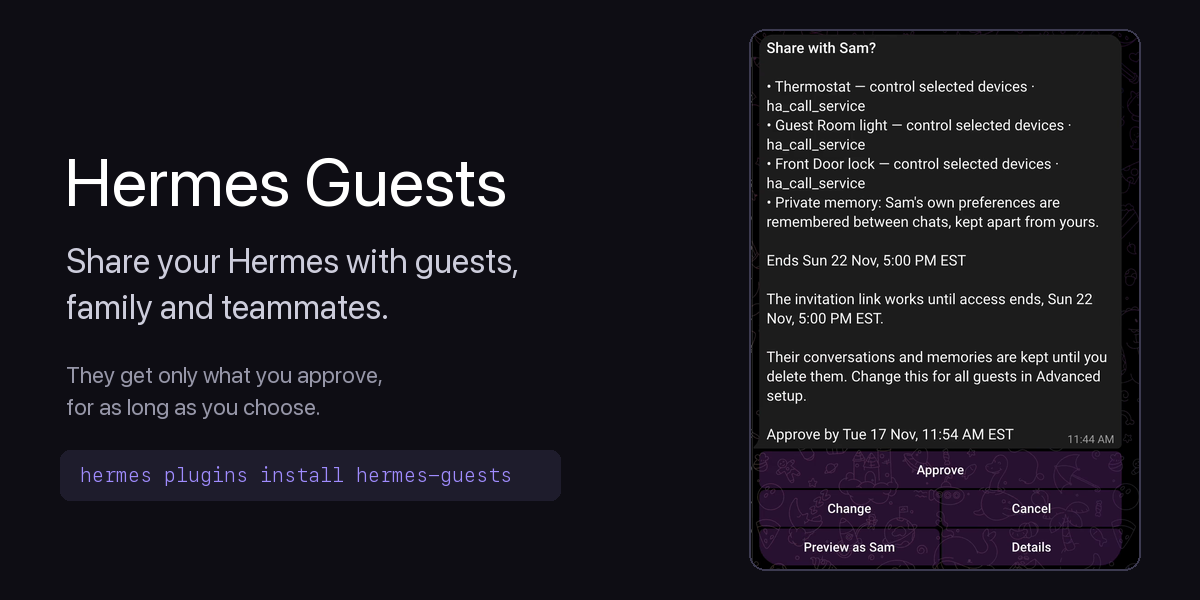 Hermes Guests
Share your Hermes with guests,
family and teammates.
They get only what you approve,
for as long as you choose.
hermes plugins install hermes-guests
Share with Sam?
• Thermostat — control selected devices ·
ha_call_service
• Guest Room light — control selected devices ·
ha_call_service
• Front Door lock — control selected devices ·
ha_call_service
• Private memory: Sam's own preferences are
remembered between chats, kept apart from yours.
Ends Sun 22 Nov, 5:00 PM EST
The invitation link works until access ends, Sun 22
Nov, 5:00 PM EST.
Their conversations and memories are kept until you
delete them. Change this for all guests in Advanced
setup.
Approve by Tue 17 Nov, 11:54 AM EST
11:44 AM
Approve
Change
Cancel
Preview as Sam
Details